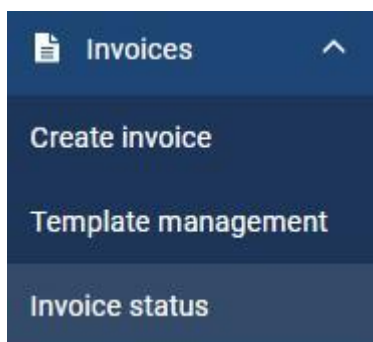 Invoices
Create invoice
Template management
Invoice status